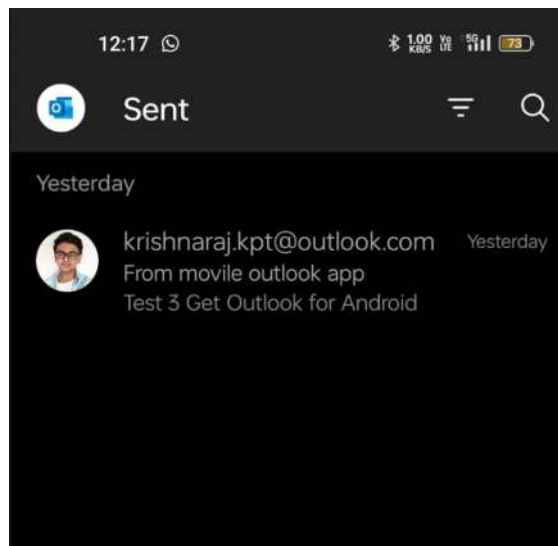 12:17
1.00 KB/S Vo LTE 5G 73
Sent
Yesterday
krishnaraj.kpt@outlook.com Yesterday
From movile outlook app
Test 3 Get Outlook for Android